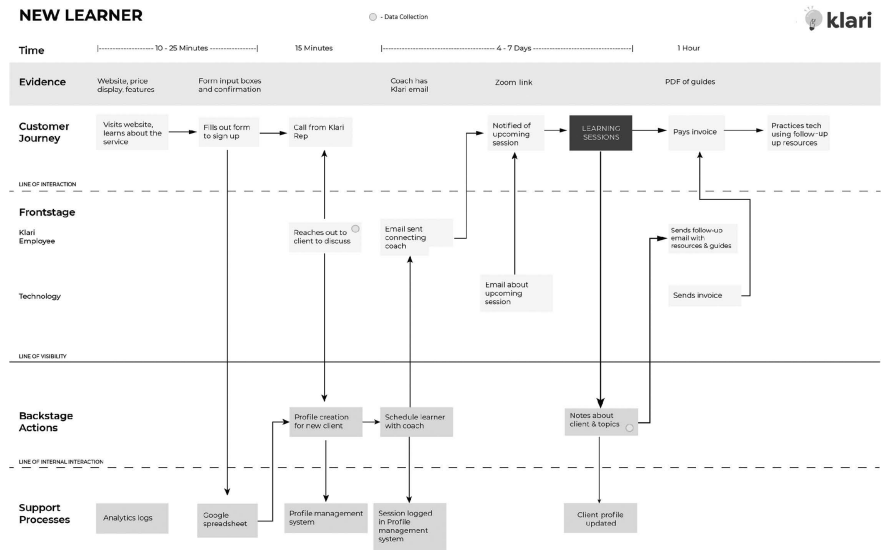 NEW LEARNER
- Data Collection
klari
Time
10 - 25 Minutes
15 Minutes
4 - 7 Days
1 Hour
Evidence
Website, price
display, features
Form input boxes
and confirmation
Coach has
Klari email
Zoom link
PDF of guides
Customer
Journey
Visits website,
learns about the
service
Fills out form
to sign up
Call from Klari
Rep
Notified of
upcoming
session
LEARNING
SESSIONS
Pays invoice
Practices tech
using follow-up
up resources
LINE OF INTERACTION
Frontstage
Klari
Employee
Reaches out to
client to discuss
Email sent
connecting
coach
Sends follow-up
email with
resources & guides
Technology
Email about
upcoming
session
Sends invoice
LINE OF VISIBILITY
Backstage
Actions
Profile creation
for new client
Schedule learner
with coach
Notes about
client & topics
LINE OF INTERNAL INTERACTION
Support
Processes
Analytics logs
Google
spreadsheet
Profile management
system
Session logged
in Profile
management
system
Client profile
updated